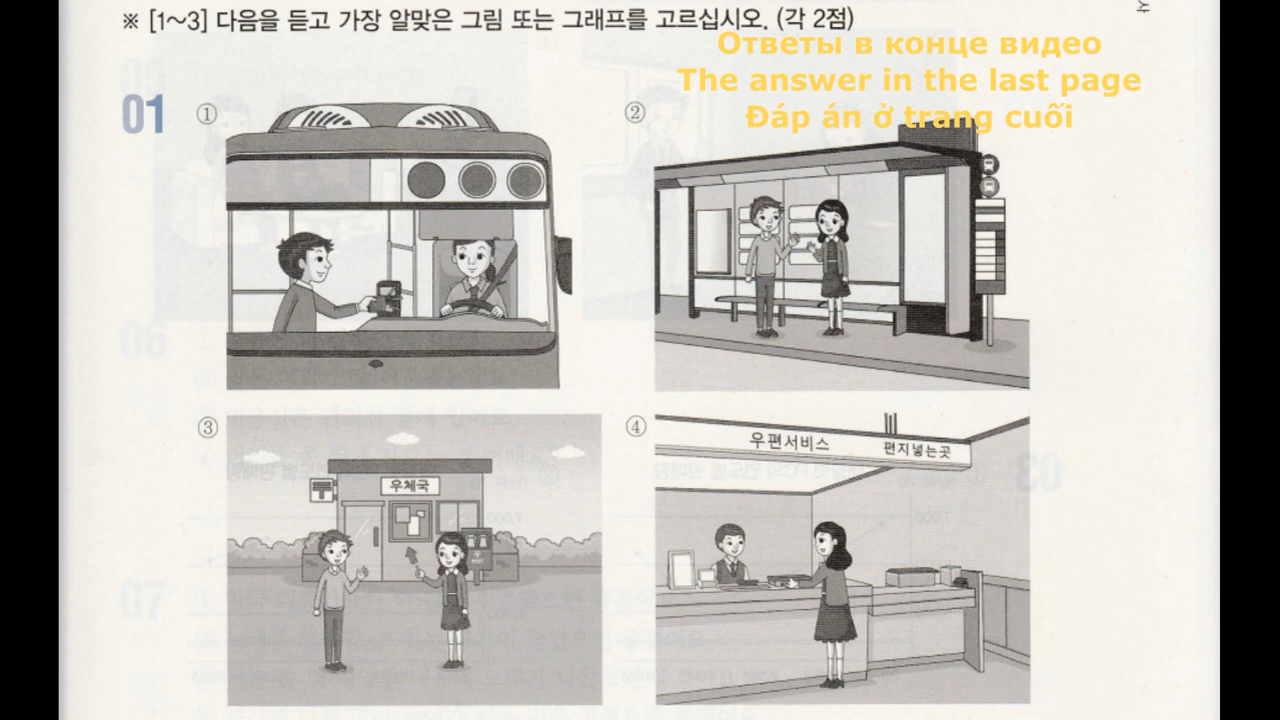 ※ [1~3] 다음을 듣고 가장 알맞은 그림 또는 그래프를 고르십시오. (각 2점)
Ответы в конце видео
The answer in the last page
Đáp án ở trang cuối
01
①
②
③
우체국
④
우편서비스 편지넣는곳